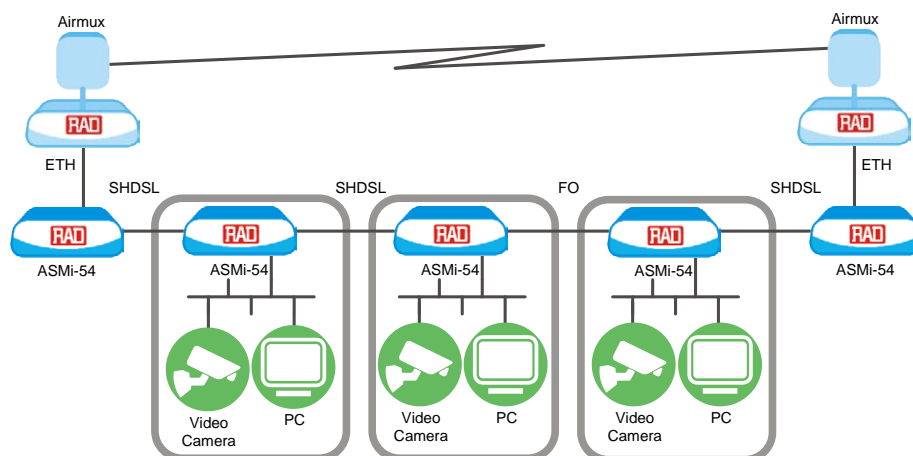 Airmux
Airmux
RAD
RAD
ETH
ETH
SHDSL
SHDSL
FO
SHDSL
RAD
RAD
RAD
RAD
RAD
ASMi-54
ASMi-54
ASMi-54
ASMi-54
ASMi-54
Video
Camera
PC
Video
Camera
PC
Video
Camera
PC